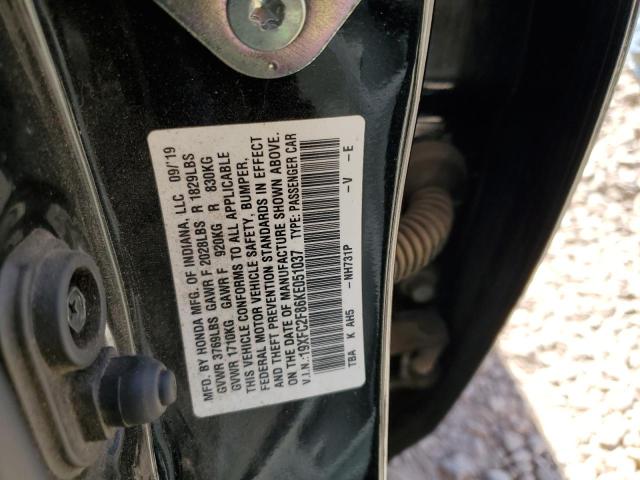 MFD. BY HONDA MFG. OF INDIANA, LLC 09/19
GVWR 3769LBS GAWR F 2028LBS R 1829LBS
GVWR 1710KG GAWR F 920KG R 830KG
THIS VEHICLE CONFORMS TO ALL APPLICABLE
FEDERAL MOTOR VEHICLE SAFETY, BUMPER,
AND THEFT PREVENTION STANDARDS IN EFFECT
ON THE DATE OF MANUFACTURE SHOWN ABOVE.
V.I.N.:19XFC2F86KE051037 TYPE: PASSENGER CAR
TBA K AH5 -NH731P -V -E